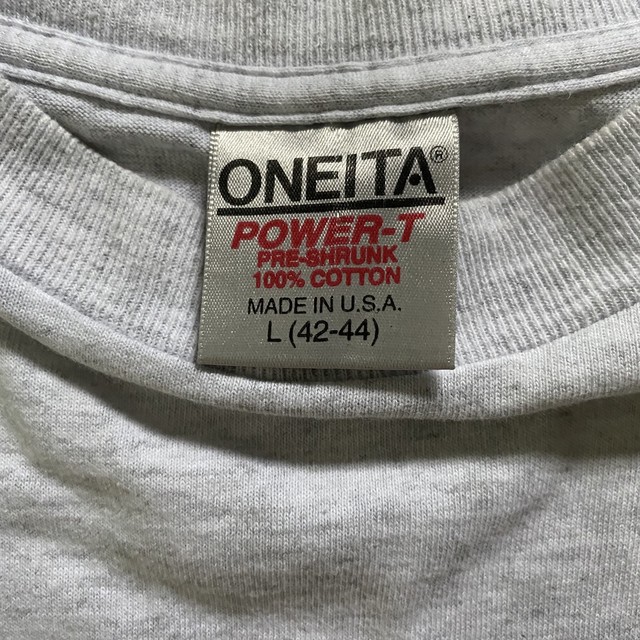 ONEITA®
POWER-T
PRE-SHRUNK
100% COTTON
MADE IN U.S.A.
L (42-44)